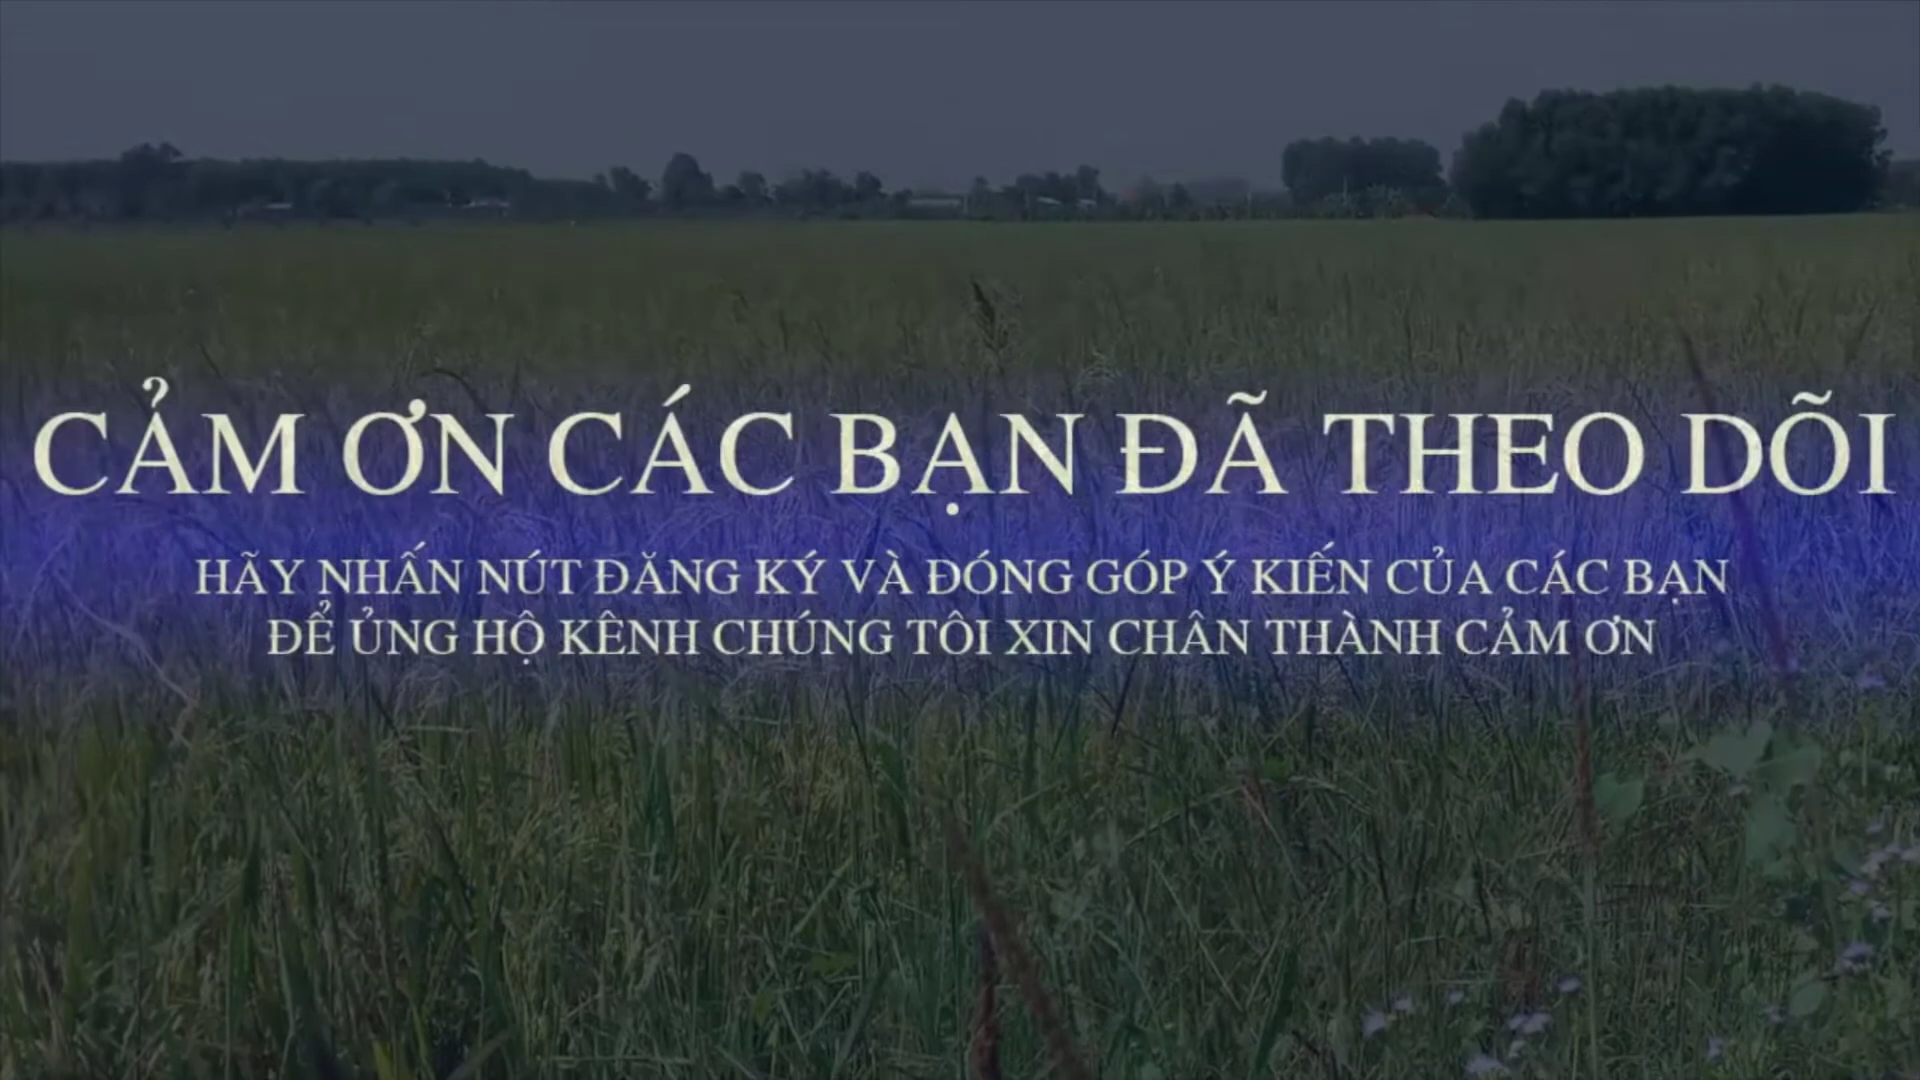 CẢM ƠN CÁC BẠN ĐÃ THEO DÕI
HÃY NHẤN NÚT ĐĂNG KÝ VÀ ĐÓNG GÓP Ý KIẾN CỦA CÁC BẠN
ĐỂ ỦNG HỘ KÊNH CHÚNG TÔI XIN CHÂN THÀNH CẢM ƠN